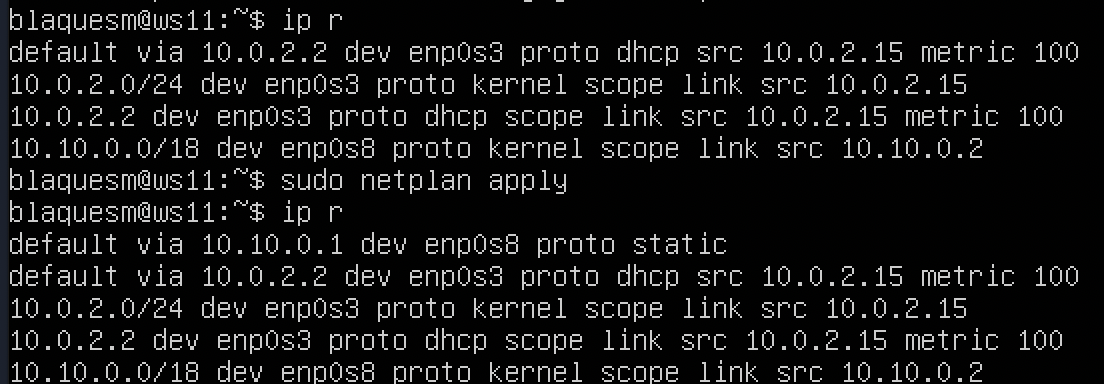 blaquesm@ws11:~$ ip r
default via 10.0.2.2 dev enp0s3 proto dhcp src 10.0.2.15 metric 100
10.0.2.0/24 dev enp0s3 proto kernel scope link src 10.0.2.15
10.0.2.2 dev enp0s3 proto dhcp scope link src 10.0.2.15 metric 100
10.10.0.0/18 dev enp0s8 proto kernel scope link src 10.10.0.2
blaquesm@ws11:~$ sudo netplan apply
blaquesm@ws11:~$ ip r
default via 10.10.0.1 dev enp0s8 proto static
default via 10.0.2.2 dev enp0s3 proto dhcp src 10.0.2.15 metric 100
10.0.2.0/24 dev enp0s3 proto kernel scope link src 10.0.2.15
10.0.2.2 dev enp0s3 proto dhcp scope link src 10.0.2.15 metric 100
10.10.0.0/18 dev enp0s8 proto kernel scope link src 10.10.0.2